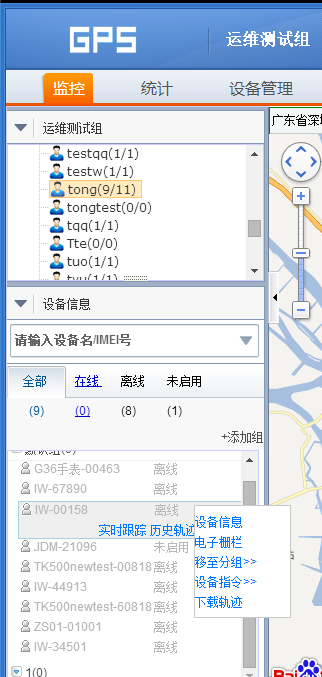 GPS 运维测试组
监控 统计 设备管理
运维测试组
广东省深圳
testqq(1/1)
testw(1/1)
tong(9/11)
tongtest(0/0)
tqq(1/1)
Tte(0/0)
tuo(1/1)
tyu(1/1)
设备信息
请输入设备名/IMEI号
全部 在线 离线 未启用
(9) (0) (8) (1)
+添加组
G36手表-00463 离线
IW-67890 离线
IW-00158 离线
实时跟踪 历史轨迹
JDM-21096 未启用
TK500newtest-00818 离线
IW-44913 离线
TK500newtest-60818 离线
ZS01-01001 离线
IW-34501 离线
1(0)
设备信息
电子栅栏
移至分组>>
设备指令>>
下载轨迹
Bai